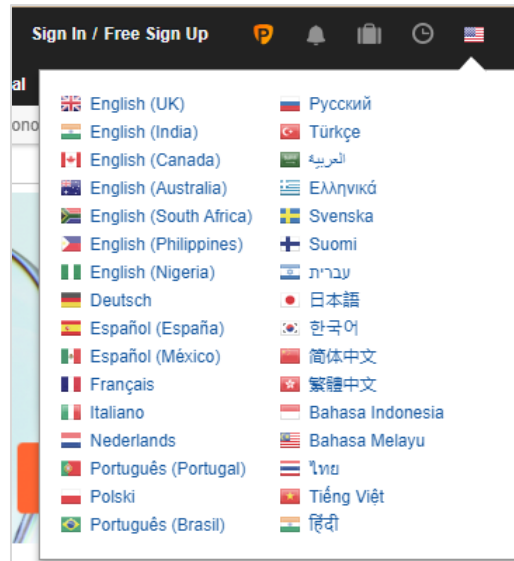 Sign In / Free Sign Up
al
ono
English (UK)
English (India)
English (Canada)
English (Australia)
English (South Africa)
English (Philippines)
English (Nigeria)
Deutsch
Español (España)
Español (México)
Français
Italiano
Nederlands
Português (Portugal)
Polski
Português (Brasil)
Русский
Türkçe
العربية
Ελληνικά
Svenska
Suomi
עברית
日本語
한국어
简体中文
繁體中文
Bahasa Indonesia
Bahasa Melayu
ไทย
Tiếng Việt
हिंदी